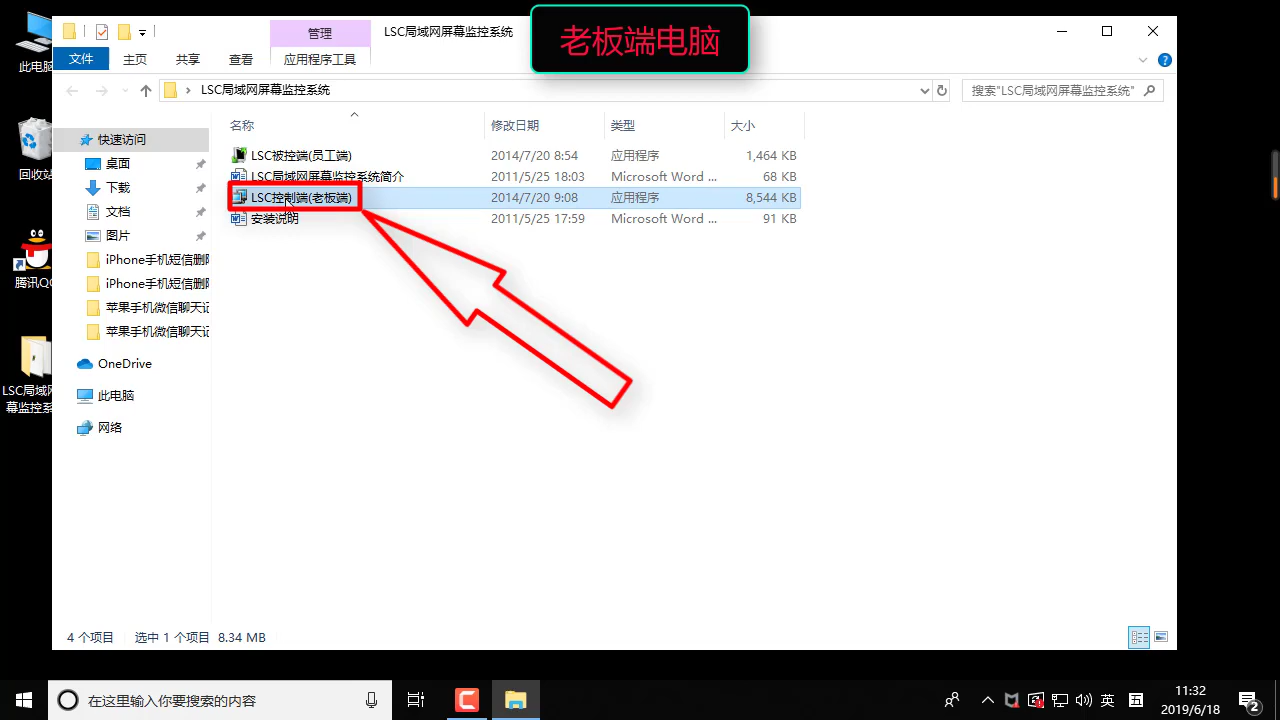 管理
LSC局域网屏幕监控系统
老板端电脑
文件
主页
共享
查看
应用程序工具
LSC局域网屏幕监控系统
搜索"LSC局域网屏幕监控系统"
名称
修改日期
类型
大小
LSC被控端(员工端)
2014/7/20 8:54
应用程序
1,464 KB
LSC局域网屏幕监控系统简介
2011/5/25 18:03
Microsoft Word ...
68 KB
LSC控制端(老板端)
2014/7/20 9:08
应用程序
8,544 KB
安装说明
2011/5/25 17:59
Microsoft Word ...
91 KB
快速访问
桌面
下载
文档
图片
iPhone手机短信删
iPhone手机短信删
苹果手机微信聊天记
苹果手机微信聊天记
OneDrive
此电脑
网络
此电脑
回收站
腾讯QQ
LSC局域网
幕监控系
4 个项目
选中 1 个项目
8.34 MB
在这里输入你要搜索的内容
英
五
11:32
2019/6/18
2